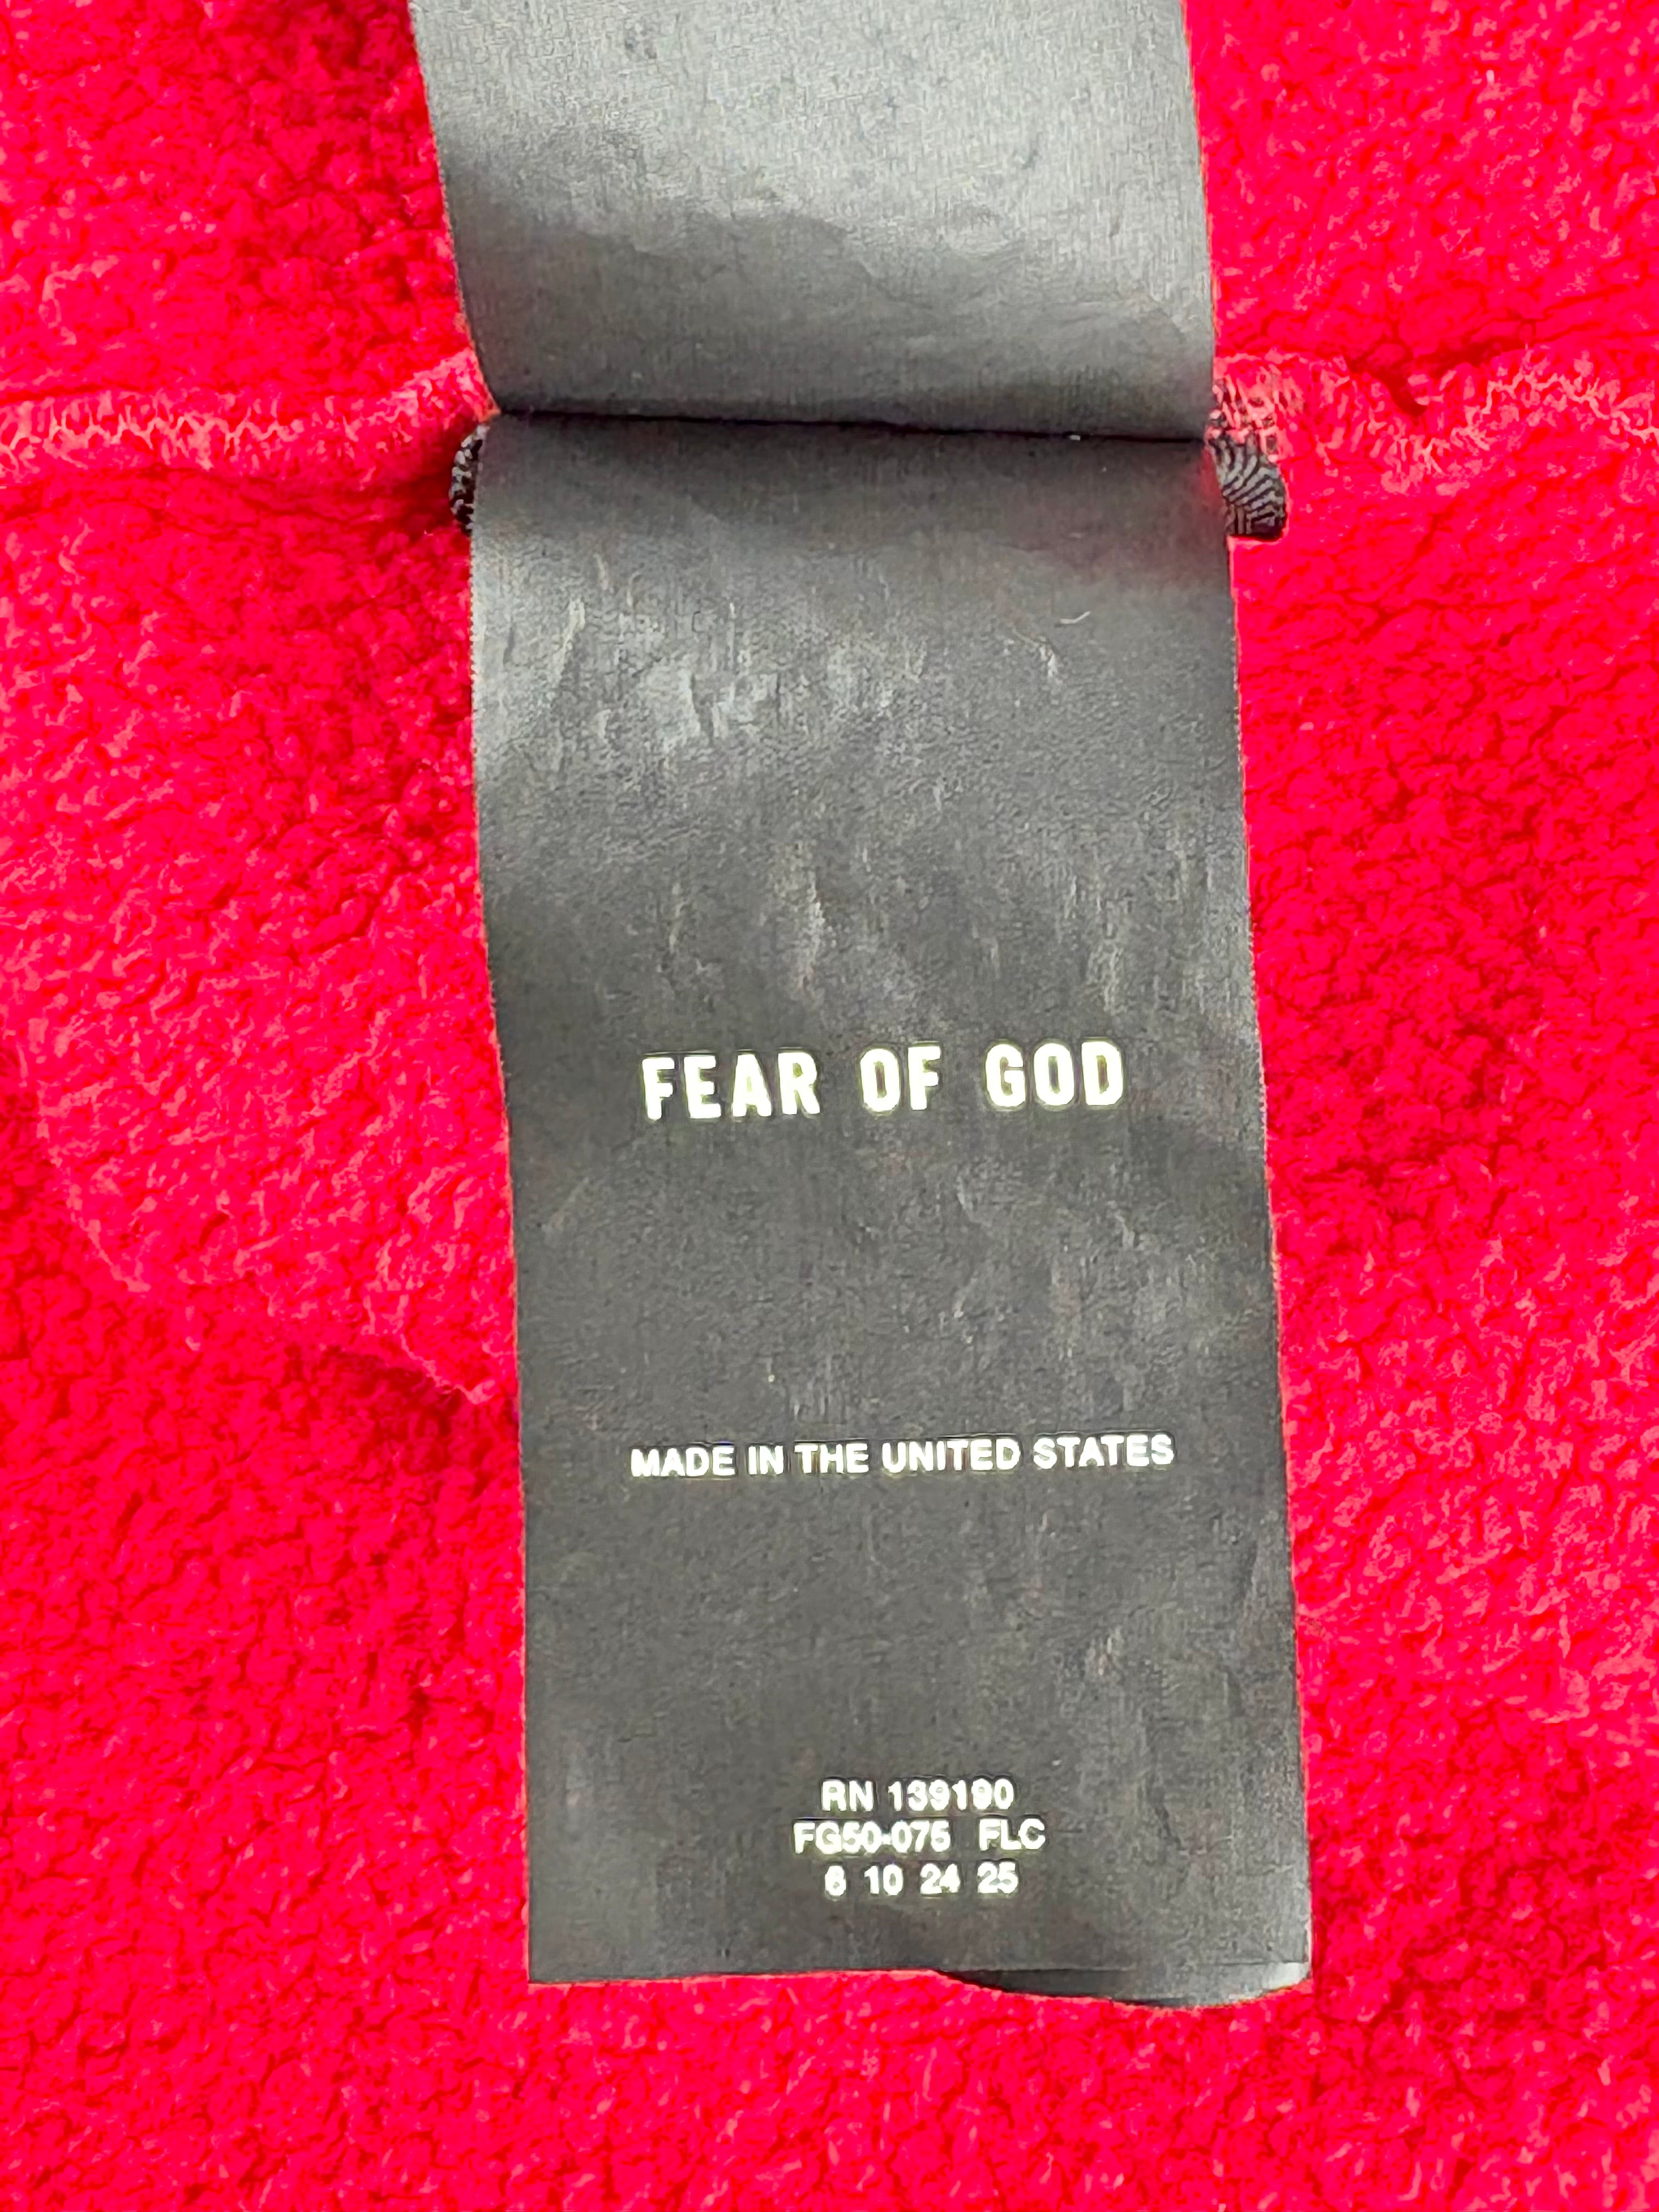 FEAR OF GOD
MADE IN THE UNITED STATES
RN 139190
FG50-075 FLC
6 10 24 25